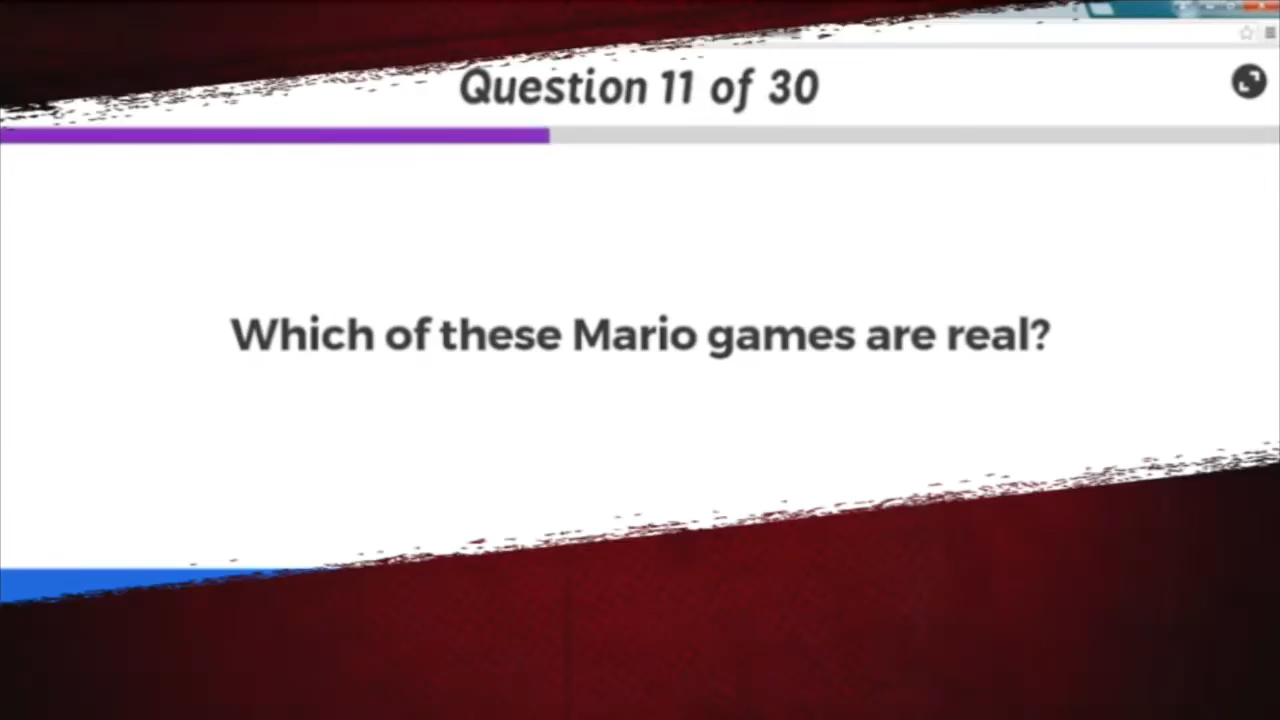 Question 11 of 30
Which of these Mario games are real?